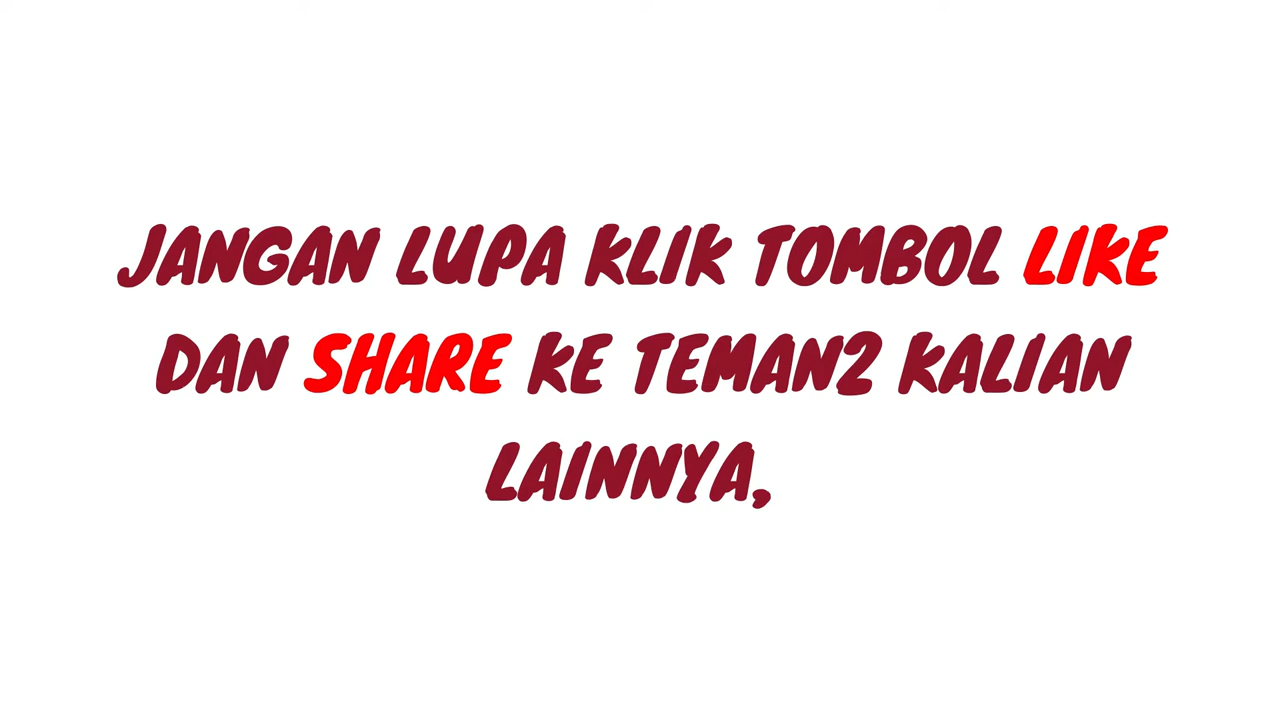 JANGAN LUPA KLIK TOMBOL LIKE
DAN SHARE KE TEMAN2 KALIAN
LAINNYA,